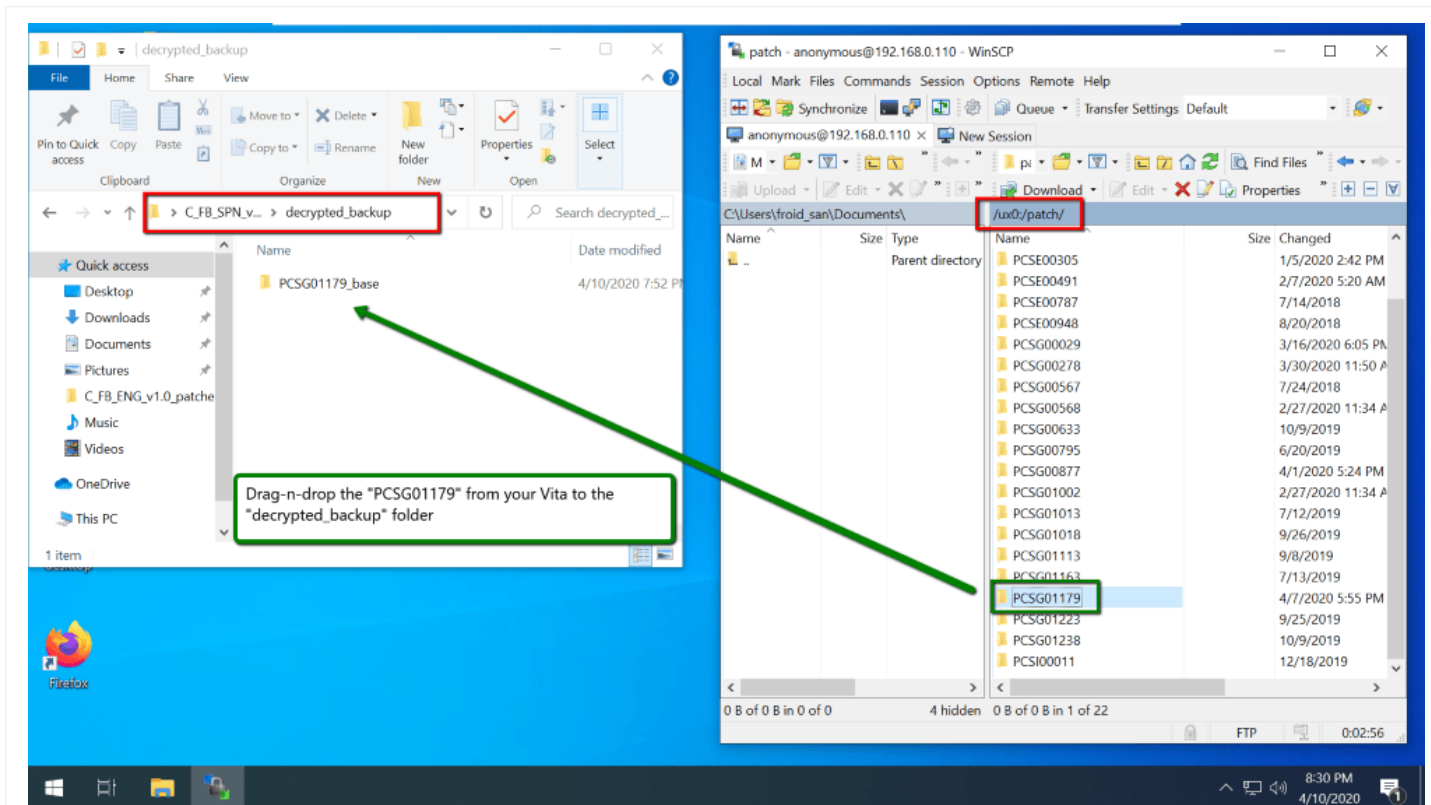 decrypted_backup
File Home Share View
Pin to Quick access
Copy
Paste
Move to
Copy to
Delete
Rename
New folder
Properties
Select
Clipboard Organize New Open
C_FB_SPN_v... > decrypted_backup
Search decrypted_...
Name Date modified
PCSG01179_base 4/10/2020 7:52 PM
Quick access
Desktop
Downloads
Documents
Pictures
C_FB_ENG_v1.0_patche
Music
Videos
OneDrive
This PC
1 item
Drag-n-drop the "PCSG01179" from your Vita to the
"decrypted_backup" folder
Firefox
patch - anonymous@192.168.0.110 - WinSCP
Local Mark Files Commands Session Options Remote Help
Synchronize Queue Transfer Settings Default
anonymous@192.168.0.110 × New Session
M pa Find Files
Upload Edit Download Edit Properties
C:\Users\froid_san\Documents\ /ux0:/patch/
Name Size Type
.. Parent directory
Name Size Changed
PCSE00305 1/5/2020 2:42 PM
PCSE00491 2/7/2020 5:20 AM
PCSE00787 7/14/2018
PCSE00948 8/20/2018
PCSG00029 3/16/2020 6:05 PM
PCSG00278 3/30/2020 11:50 A
PCSG00567 7/24/2018
PCSG00568 2/27/2020 11:34 A
PCSG00633 10/9/2019
PCSG00795 6/20/2019
PCSG00877 4/1/2020 5:24 PM
PCSG01002 2/27/2020 11:34 A
PCSG01013 7/12/2019
PCSG01018 9/26/2019
PCSG01113 9/8/2019
PCSG01163 7/13/2019
PCSG01179 4/7/2020 5:55 PM
PCSG01223 9/25/2019
PCSG01238 10/9/2019
PCSI00011 12/18/2019
0 B of 0 B in 0 of 0 4 hidden 0 B of 0 B in 1 of 22
FTP 0:02:56
8:30 PM
4/10/2020
1